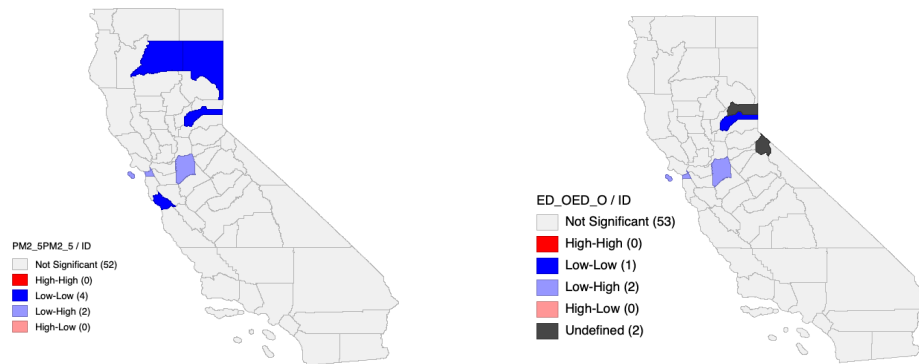 PM2_5PM2_5 / ID
Not Significant (52)
High-High (0)
Low-Low (4)
Low-High (2)
High-Low (0)
ED_OED_O / ID
Not Significant (53)
High-High (0)
Low-Low (1)
Low-High (2)
High-Low (0)
Undefined (2)